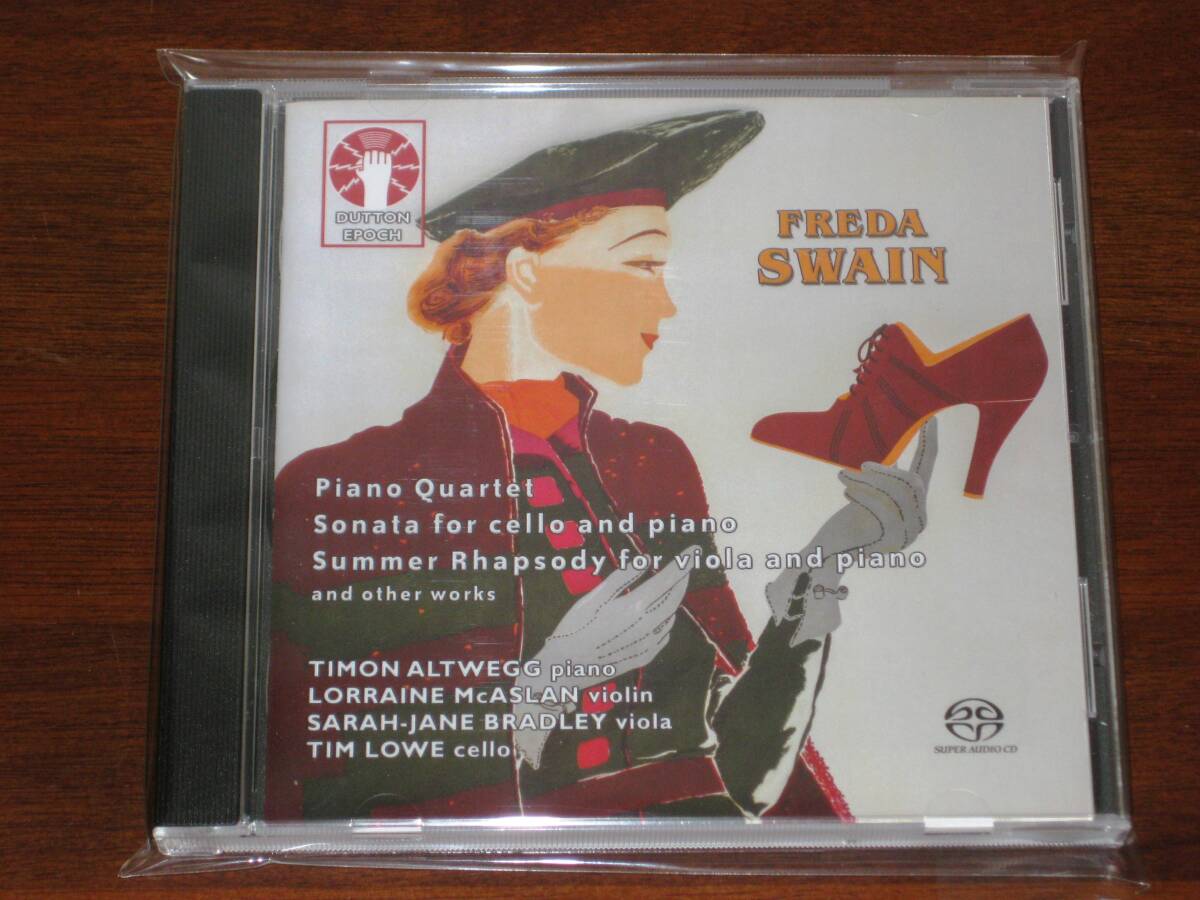 DUTTON
EPOCH
FREDA
SWAIN
Piano Quartet
Sonata for cello and piano
Summer Rhapsody for viola and piano
and other works
TIMON ALTWEGG piano
LORRAINE McASLAN violin
SARAH-JANE BRADLEY viola
TIM LOWE cello
SUPER AUDIO CD